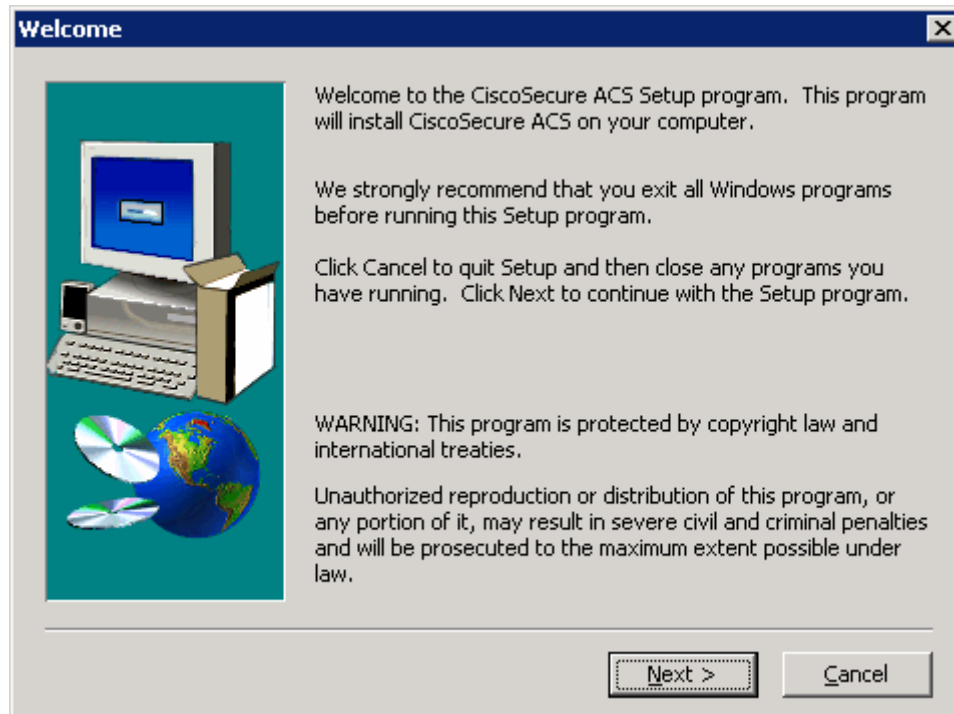 Welcome
Welcome to the CiscoSecure ACS Setup program.  This program
will install CiscoSecure ACS on your computer.
We strongly recommend that you exit all Windows programs
before running this Setup program.
Click Cancel to quit Setup and then close any programs you
have running.  Click Next to continue with the Setup program.
WARNING: This program is protected by copyright law and
international treaties.
Unauthorized reproduction or distribution of this program, or
any portion of it, may result in severe civil and criminal penalties
and will be prosecuted to the maximum extent possible under
law.
Next >
Cancel